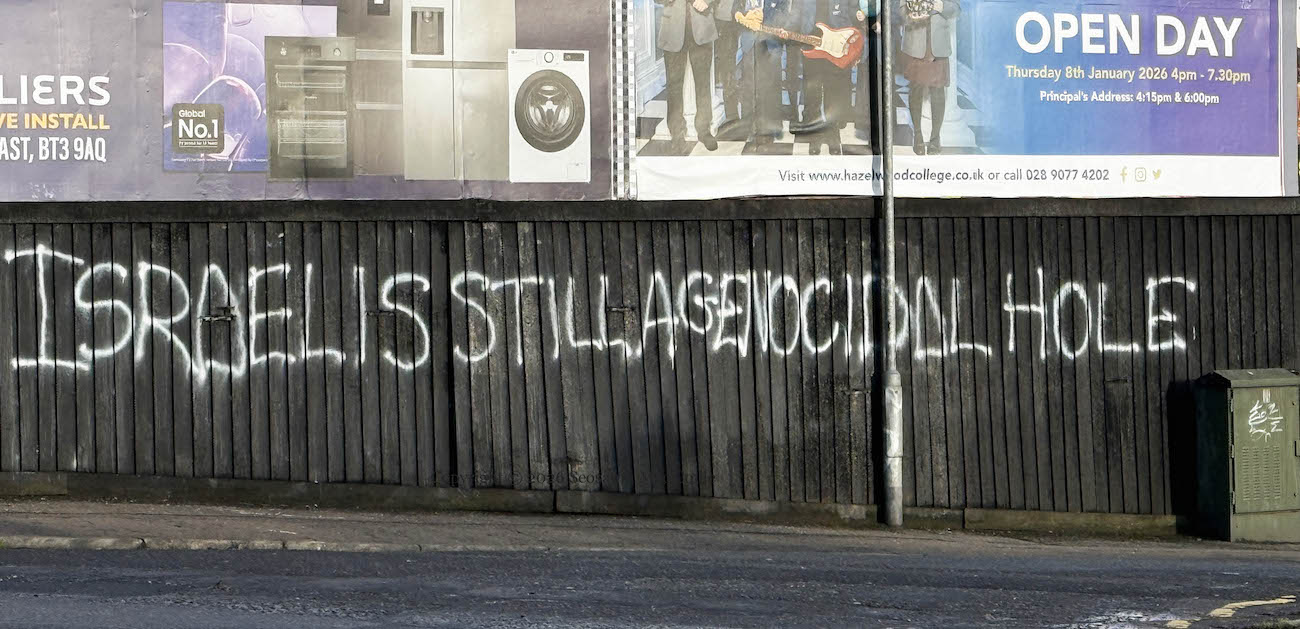 LIERS
VE INSTALL
AST, BT3 9AQ
Global
No.1
OPEN DAY
Thursday 8th January 2026 4pm - 7.30pm
Principal's Address: 4:15pm & 6:00pm
Visit www.hazelwoodcollege.co.uk or call 028 9077 4202
ISRAEL IS STILL A GENOCIDAL HOLE